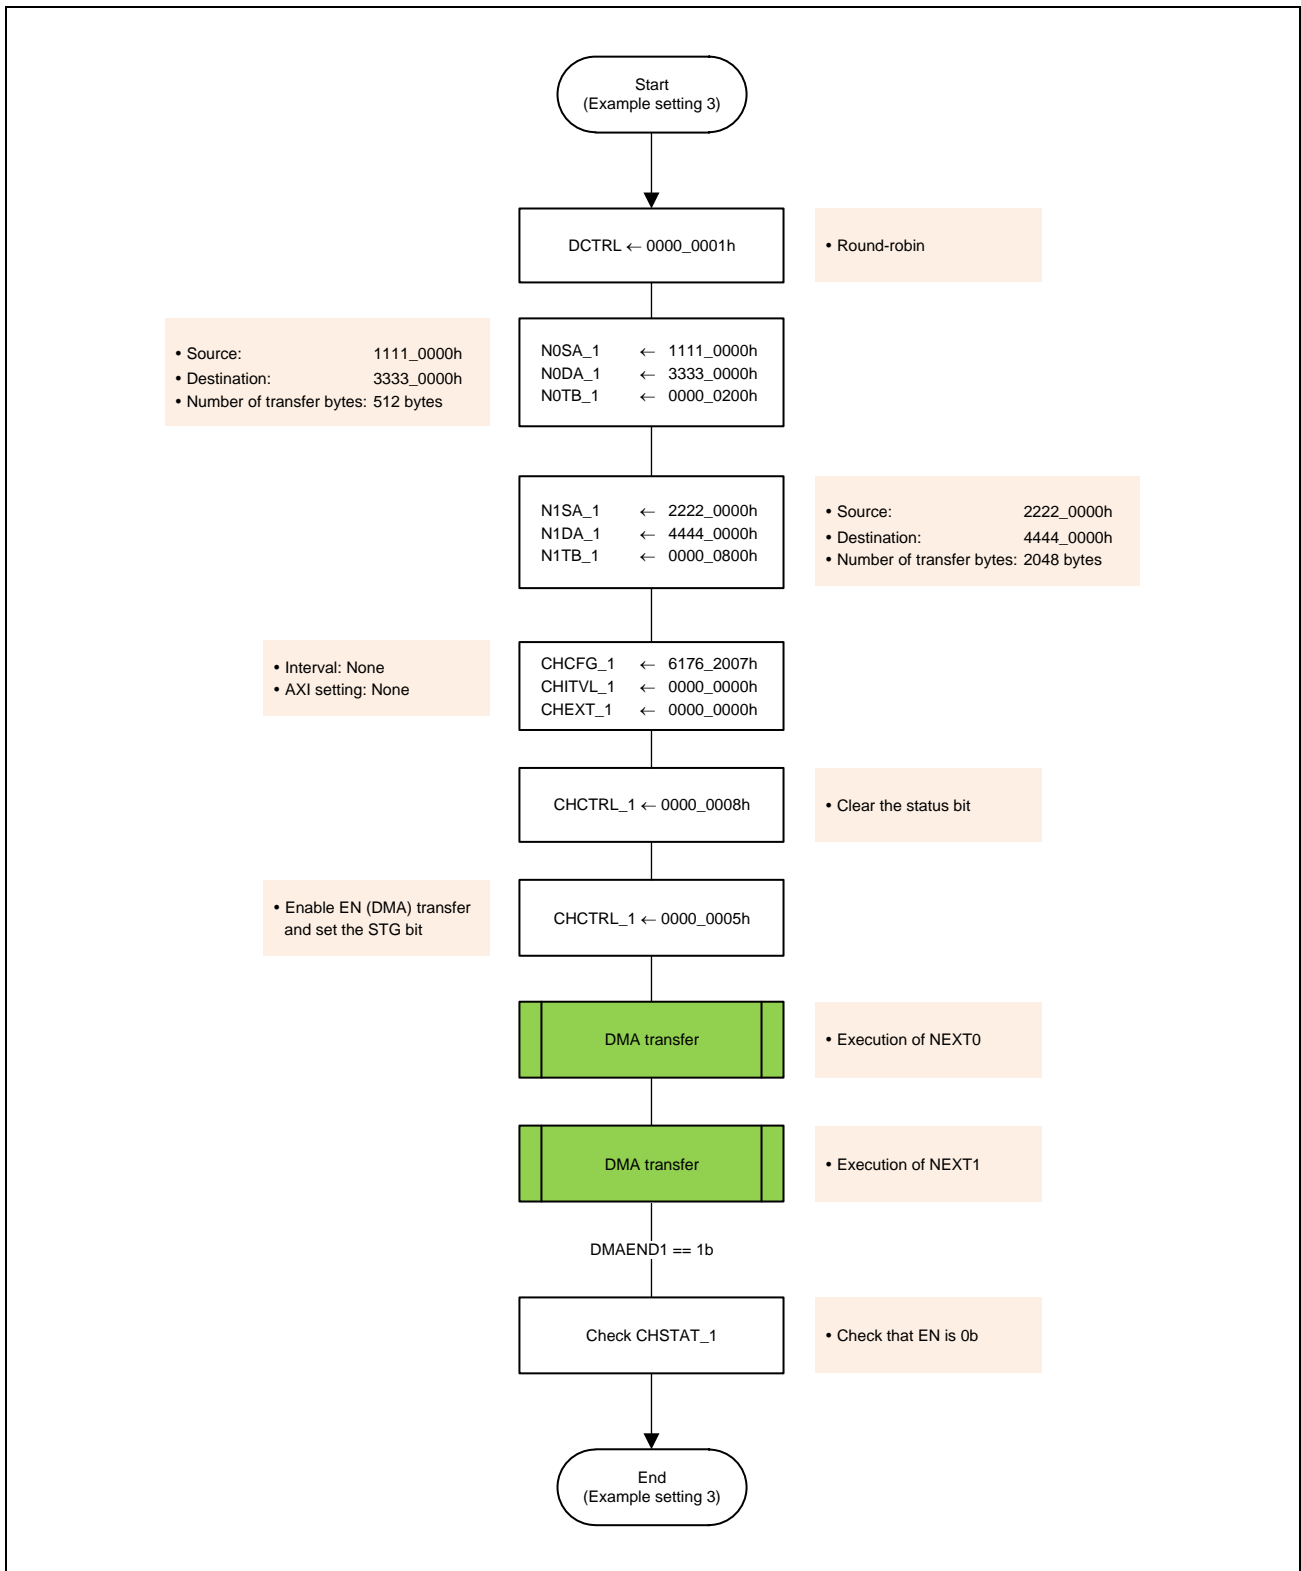 Start
(Example setting 3)
DCTRL ← 0000_0001h
• Round-robin
• Source: 1111_0000h
• Destination: 3333_0000h
• Number of transfer bytes: 512 bytes
N0SA_1 ← 1111_0000h
N0DA_1 ← 3333_0000h
N0TB_1 ← 0000_0200h
N1SA_1 ← 2222_0000h
N1DA_1 ← 4444_0000h
N1TB_1 ← 0000_0800h
• Source: 2222_0000h
• Destination: 4444_0000h
• Number of transfer bytes: 2048 bytes
• Interval: None
• AXI setting: None
CHCFG_1 ← 6176_2007h
CHITVL_1 ← 0000_0000h
CHEXT_1 ← 0000_0000h
CHCTRL_1 ← 0000_0008h
• Clear the status bit
• Enable EN (DMA) transfer
and set the STG bit
CHCTRL_1 ← 0000_0005h
DMA transfer
• Execution of NEXT0
DMA transfer
• Execution of NEXT1
DMAEND1 == 1b
Check CHSTAT_1
• Check that EN is 0b
End
(Example setting 3)